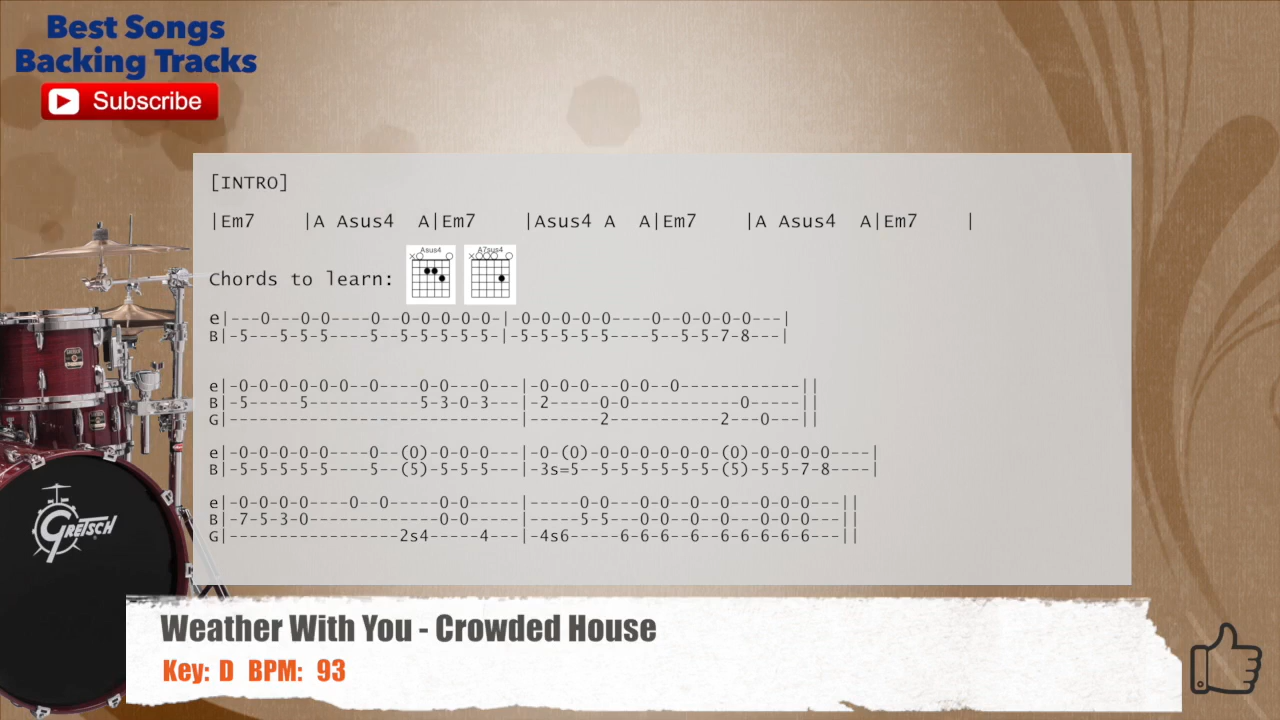 Best Songs
Backing Tracks
Subscribe
[INTRO]
|Em7    |A Asus4  A|Em7    |Asus4 A  A|Em7    |A Asus4  A|Em7    |
Asus4 A7sus4
Chords to learn:
e|---0---0-0----0--0-0-0-0-0-|-0-0-0-0-0----0--0-0-0-0---|
B|-5---5-5-5----5--5-5-5-5-5-|-5-5-5-5-5----5--5-5-7-8---|
e|-0-0-0-0-0-0--0----0-0---0---|-0-0-0---0-0--0------------||
B|-5-----5-----------5-3-0-3---|-2-----0-0-----------0-----||
G|-----------------------------|-------2-----------2---0---||
e|-0-0-0-0-0----0--(0)-0-0-0---|-0-(0)-0-0-0-0-0-0-(0)-0-0-0-0----|
B|-5-5-5-5-5----5--(5)-5-5-5---|-3s=5--5-5-5-5-5-5-(5)-5-5-7-8----|
e|-0-0-0-0----0--0-----0-0-----|-----0-0---0-0--0--0---0-0-0---||
B|-7-5-3-0-------------0-0-----|-----5-5---0-0--0--0---0-0-0---||
G|-----------------2s4-----4---|-4s6-----6-6-6--6--6-6-6-6-6---||
GRETSCH
Weather With You - Crowded House
Key: D BPM: 93